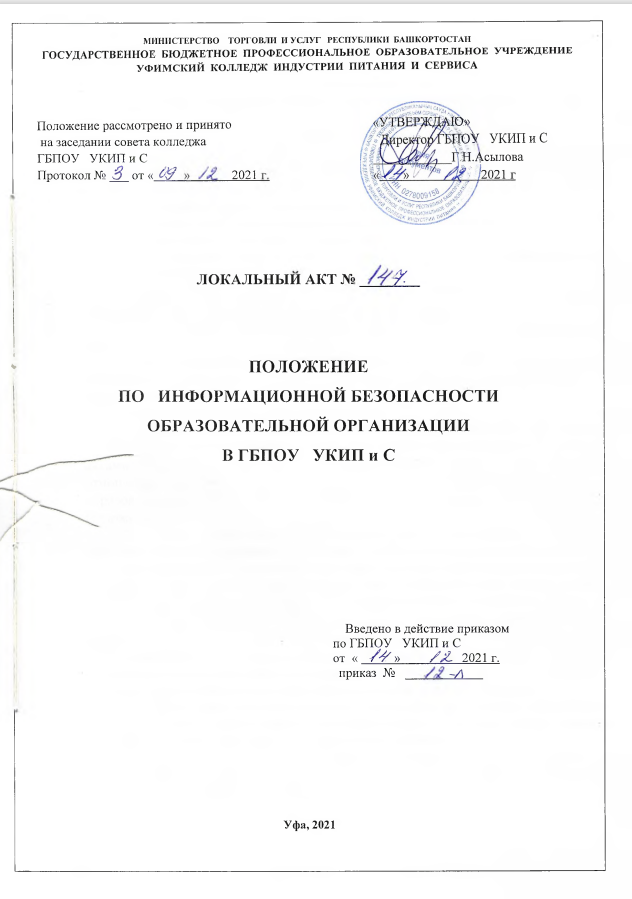 МИНИСТЕРСТВО ТОРГОВЛИ И УСЛУГ РЕСПУБЛИКИ БАШКОРТОСТАН
ГОСУДАРСТВЕННОЕ БЮДЖЕТНОЕ ПРОФЕССИОНАЛЬНОЕ ОБРАЗОВАТЕЛЬНОЕ УЧРЕЖДЕНИЕ
УФИМСКИЙ КОЛЛЕДЖ ИНДУСТРИИ ПИТАНИЯ И СЕРВИСА
Положение рассмотрено и принято
на заседании совета колледжа
ГБПОУ УКИП и С
Протокол № 3 от « 09 » 12 2021 г.
«УТВЕРЖДАЮ»
Директор ГБПОУ УКИП и С
Г.Н.Асылова
«14» 12 2021 г
0278009158
ЛОКАЛЬНЫЙ АКТ № 147.
ПОЛОЖЕНИЕ
ПО ИНФОРМАЦИОННОЙ БЕЗОПАСНОСТИ
ОБРАЗОВАТЕЛЬНОЙ ОРГАНИЗАЦИИ
В ГБПОУ УКИП и С
Введено в действие приказом
по ГБПОУ УКИП и С
от « 14 » 12 2021 г.
приказ № 12-л
Уфа, 2021